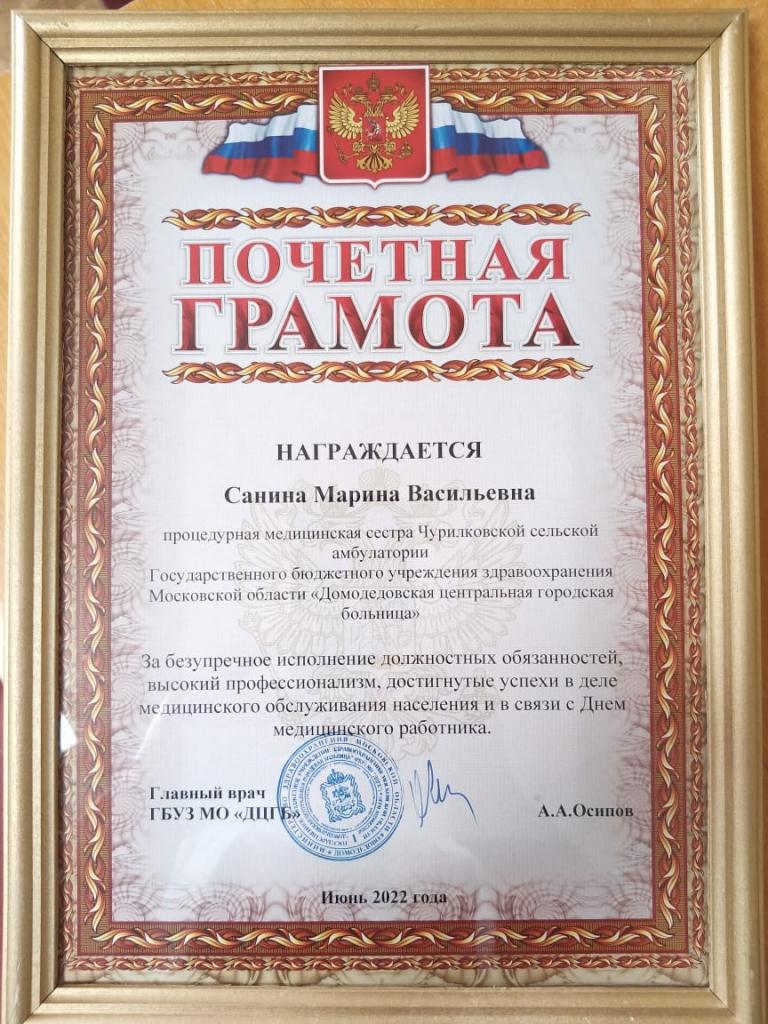 ПОЧЕТНАЯ
ГРАМОТА
НАГРАЖДАЕТСЯ
Санина Марина Васильевна
процедурная медицинская сестра Чурилковской сельской
амбулатории
Государственного бюджетного учреждения здравоохранения
Московской области «Домодедовская центральная городская
больница»
За безупречное исполнение должностных обязанностей,
высокий профессионализм, достигнутые успехи в деле
медицинского обслуживания населения и в связи с Днем
медицинского работника.
Главный врач
ГБУЗ МО «ДЦГБ»
А.А.Осипов
Июнь 2022 года